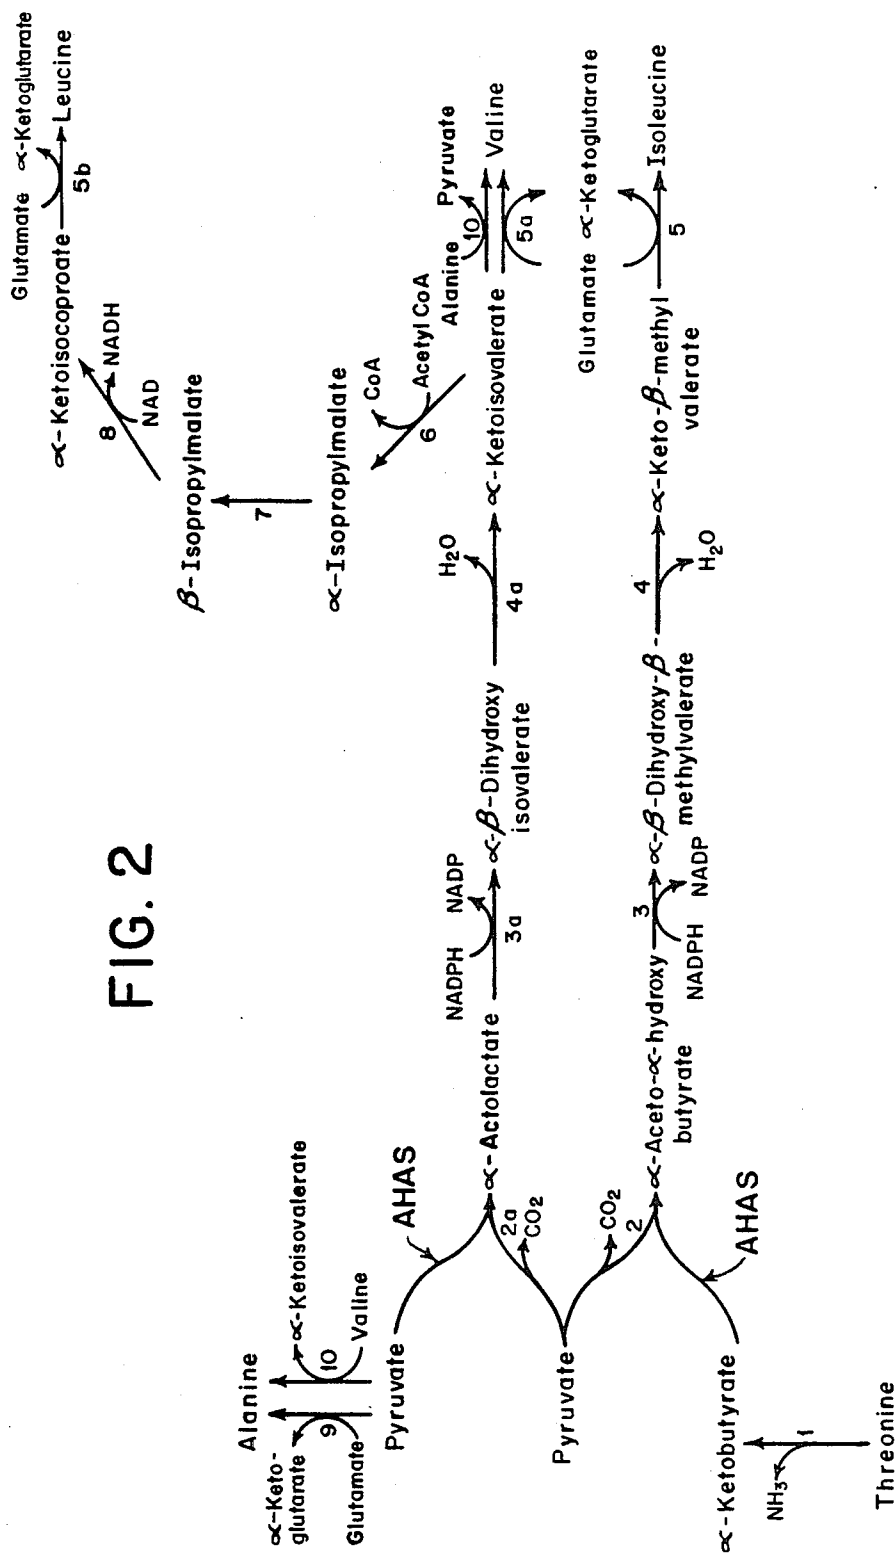 FIG. 2
Alanine
α-Keto-
glutarate
Glutamate
9
10
α-Ketoisovalerate
Valine
Pyruvate
AHAS
Pyruvate
2a
CO2
CO2
2
AHAS
α-Ketobutyrate
NH3
1
Threonine
α-Actolactate
NADPH
NADP
3a
α-β-Dihydroxy
isovalerate
H2O
4a
α-Ketoisovalerate
Alanine
Pyruvate
10
5a
Valine
Glutamate
α-Ketoglutarate
α-Aceto-α-hydroxy
butyrate
3
NADPH
NADP
α-β-Dihydroxy-β-
methylvalerate
4
H2O
α-Keto-β-methyl
valerate
5
Isoleucine
Acetyl CoA
CoA
6
α-Isopropylmalate
7
β-Isopropylmalate
8
NAD
NADH
α-Ketoisocoproate
Glutamate
α-Ketoglutarate
5b
Leucine